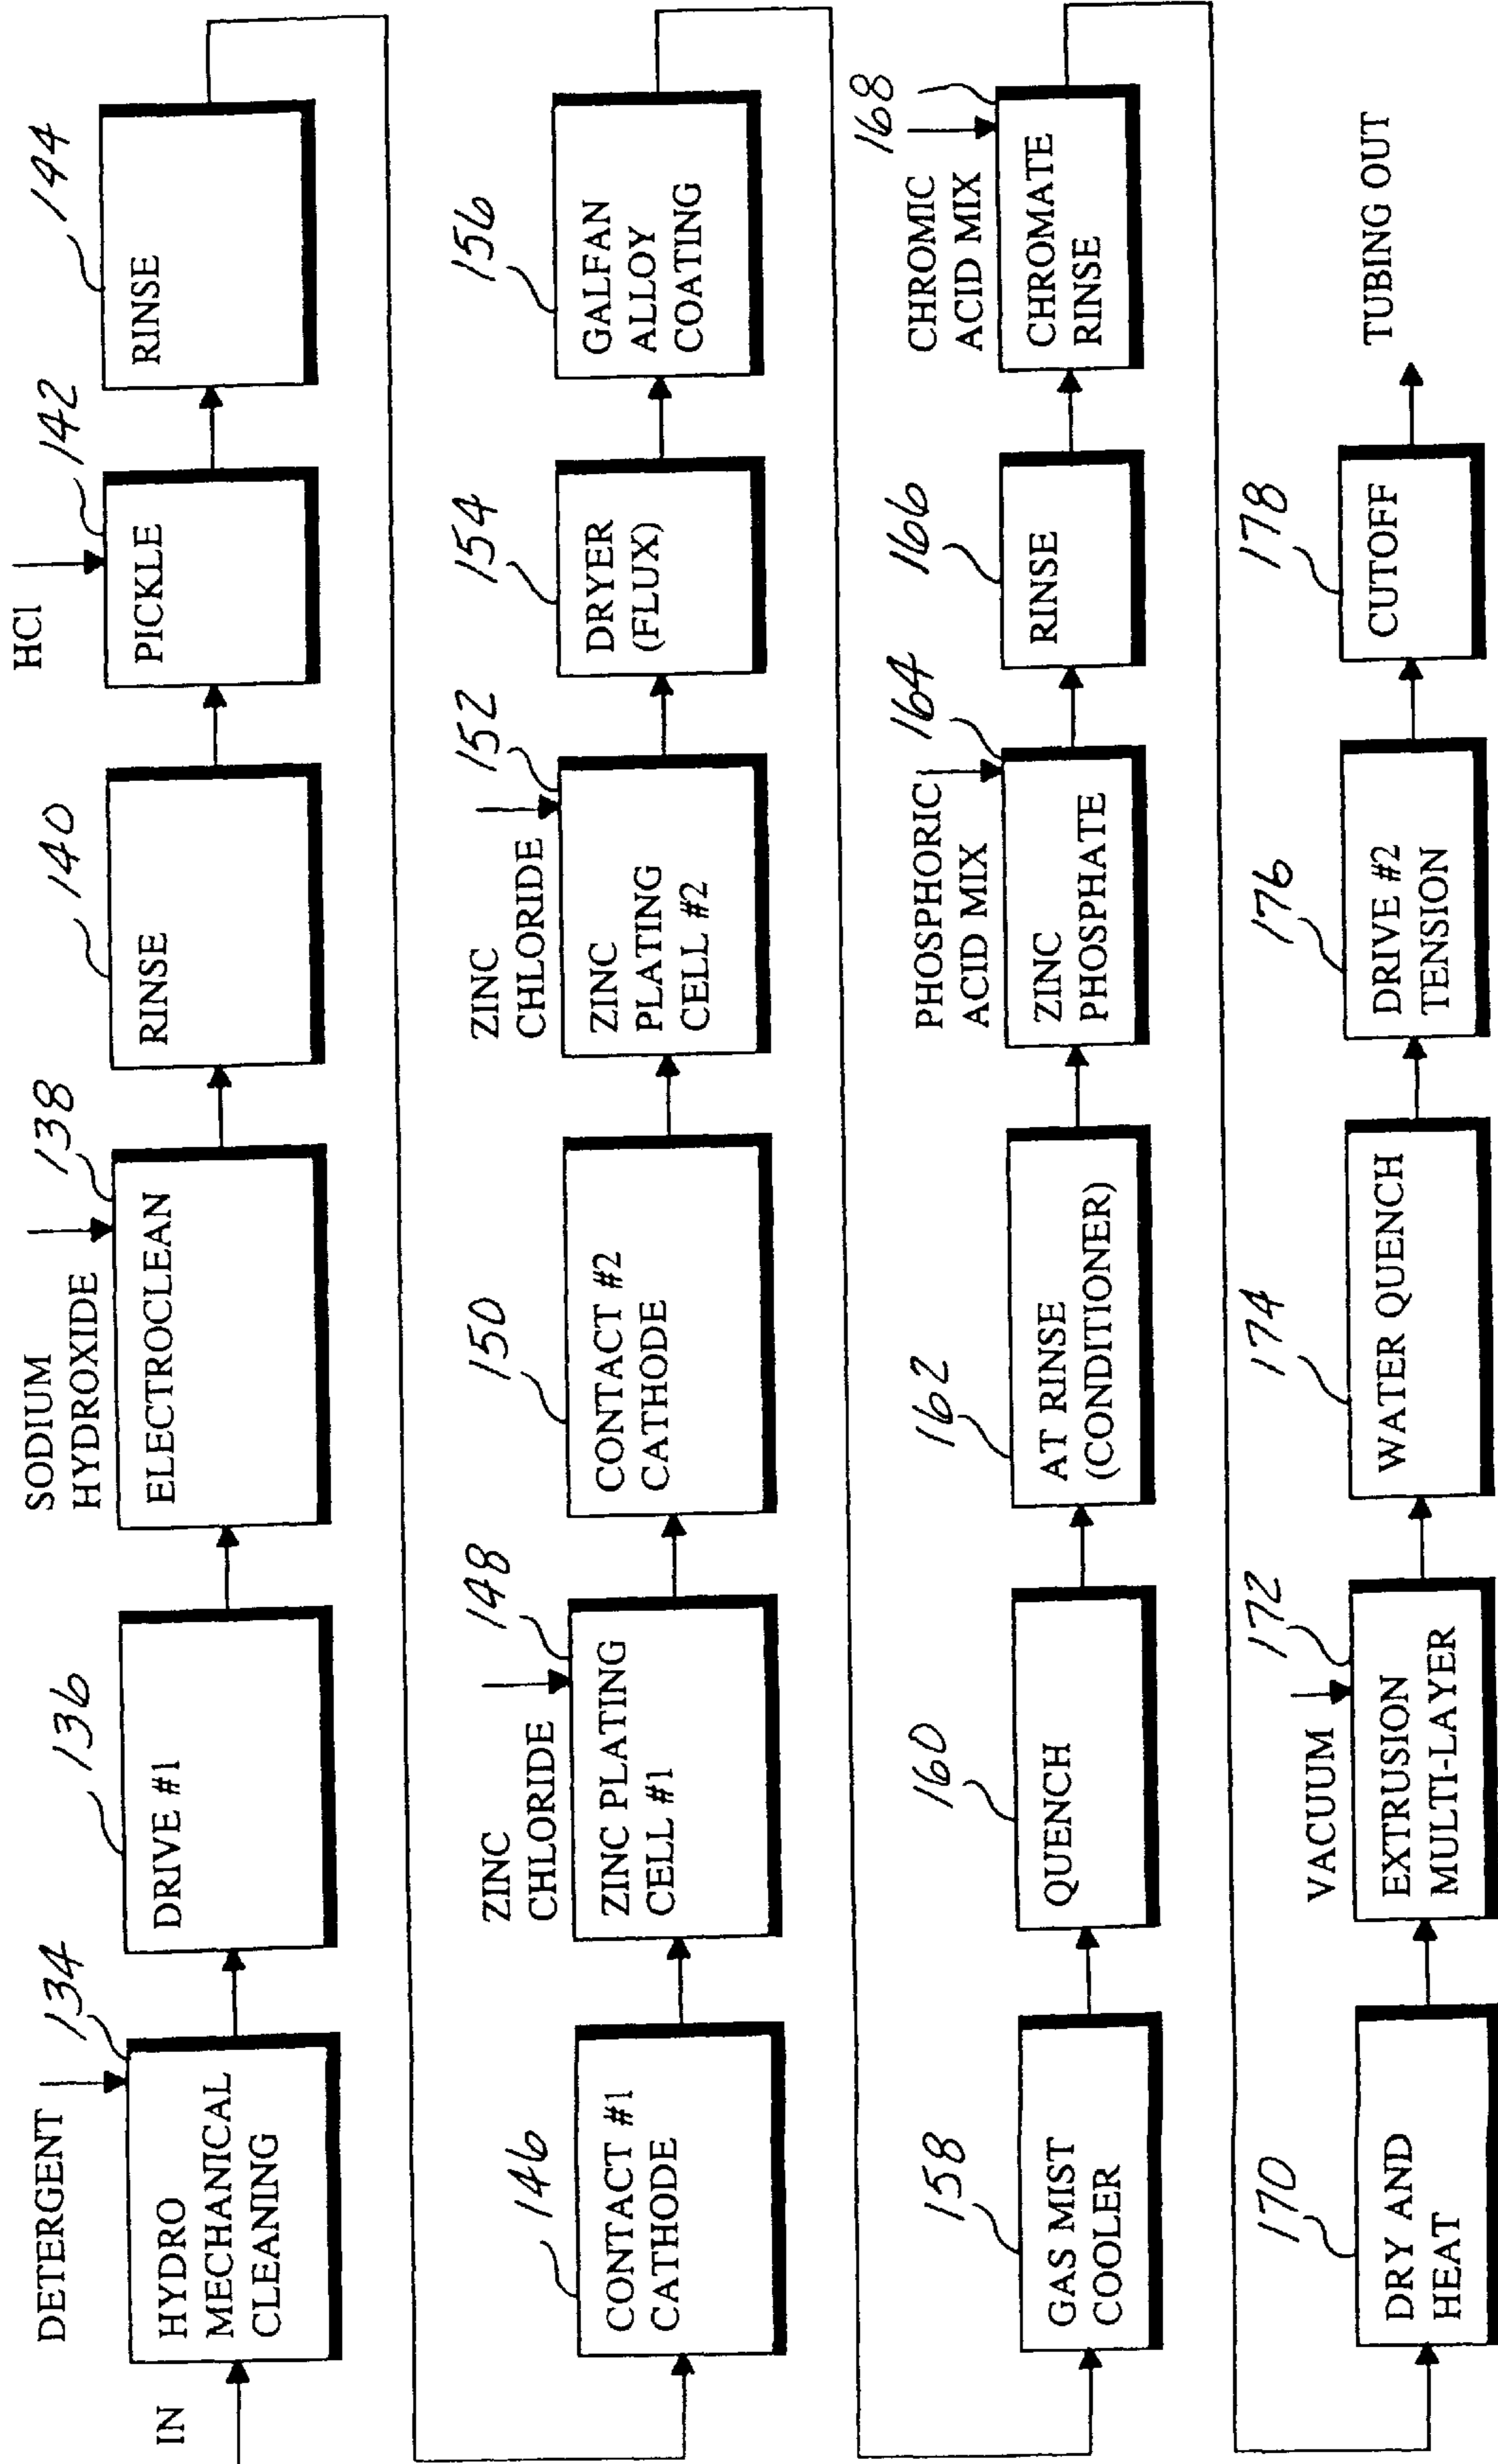 DETERGENT
134
IN
HYDRO
MECHANICAL
CLEANING
136
DRIVE #1
SODIUM
HYDROXIDE
138
ELECTROCLEAN
140
RINSE
HCl
142
PICKLE
144
RINSE
146
CONTACT #1
CATHODE
ZINC
CHLORIDE
148
ZINC PLATING
CELL #1
150
CONTACT #2
CATHODE
ZINC
CHLORIDE
152
ZINC
PLATING
CELL #2
154
DRYER
(FLUX)
156
GALFAN
ALLOY
COATING
158
GAS MIST
COOLER
160
QUENCH
162
AT RINSE
(CONDITIONER)
PHOSPHORIC
ACID MIX
164
ZINC
PHOSPHATE
166
RINSE
CHROMIC
ACID MIX
168
CHROMATE
RINSE
170
DRY AND
HEAT
VACUUM
172
EXTRUSION
MULTI-LAYER
174
WATER QUENCH
176
DRIVE #2
TENSION
178
CUTOFF
TUBING OUT